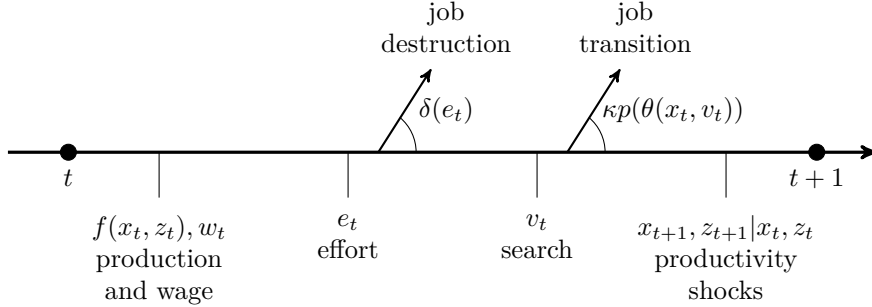 job
destruction
job
transition
δ(e_t)
κp(θ(x_t, v_t))
t
t + 1
f(x_t, z_t), w_t
production
and wage
e_t
effort
v_t
search
x_{t+1}, z_{t+1}|x_t, z_t
productivity
shocks